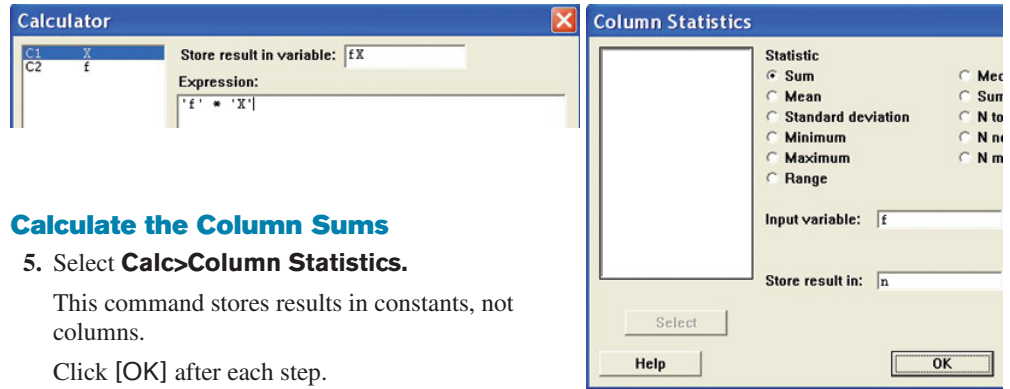 Calculator
C1 X
C2 f
Store result in variable: fX
Expression:
'f' * 'X'
Calculate the Column Sums
5. Select Calc>Column Statistics.
This command stores results in constants, not
columns.
Click [OK] after each step.
Column Statistics
Statistic
Sum
Mean
Standard deviation
Minimum
Maximum
Range
Sum
N to
N m
Input variable: f
Store result in: n
Select
Help
OK